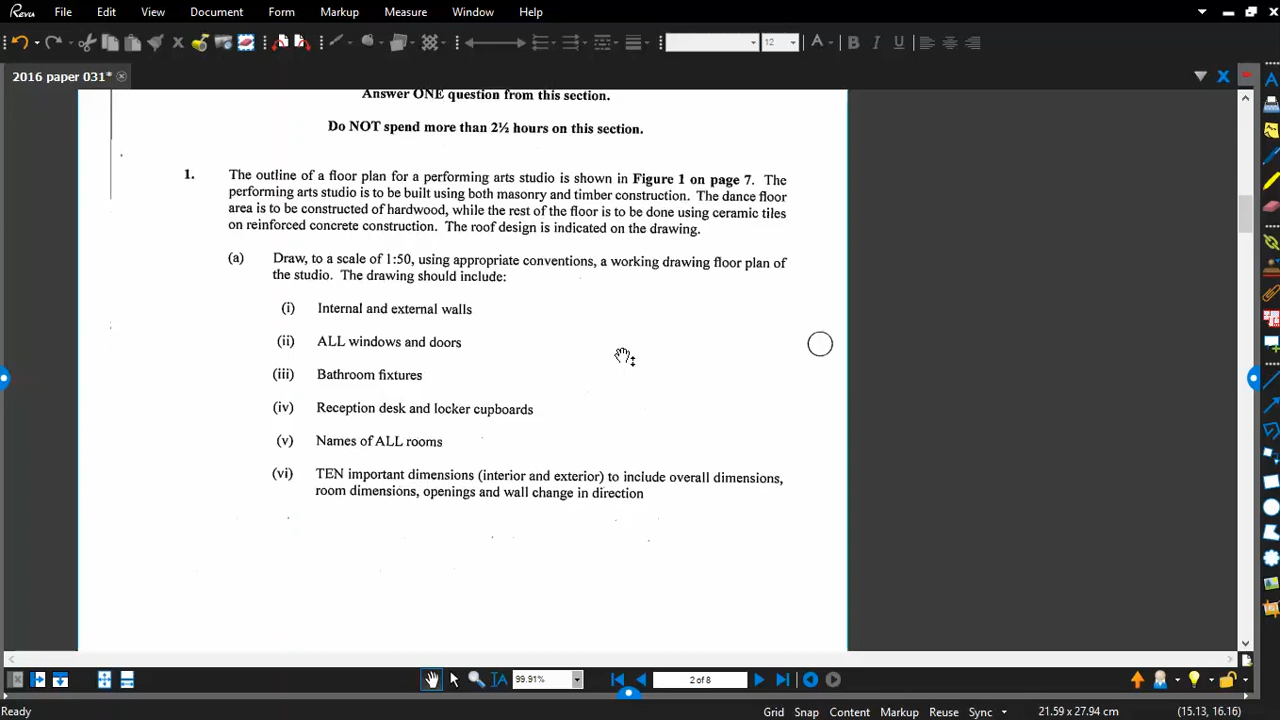 Revu File Edit View Document Form Markup Measure Window Help
12 A B I U
2016 paper 031*
Answer ONE question from this section.
Do NOT spend more than 2½ hours on this section.
1. The outline of a floor plan for a performing arts studio is shown in Figure 1 on page 7. The
performing arts studio is to be built using both masonry and timber construction. The dance floor
area is to be constructed of hardwood, while the rest of the floor is to be done using ceramic tiles
on reinforced concrete construction. The roof design is indicated on the drawing.
(a) Draw, to a scale of 1:50, using appropriate conventions, a working drawing floor plan of
the studio. The drawing should include:
(i) Internal and external walls
(ii) ALL windows and doors
(iii) Bathroom fixtures
(iv) Reception desk and locker cupboards
(v) Names of ALL rooms
(vi) TEN important dimensions (interior and exterior) to include overall dimensions,
room dimensions, openings and wall change in direction
99.91% 2 of 8
Ready Grid Snap Content Markup Reuse Sync 21.59 x 27.94 cm (15.13, 16.16)